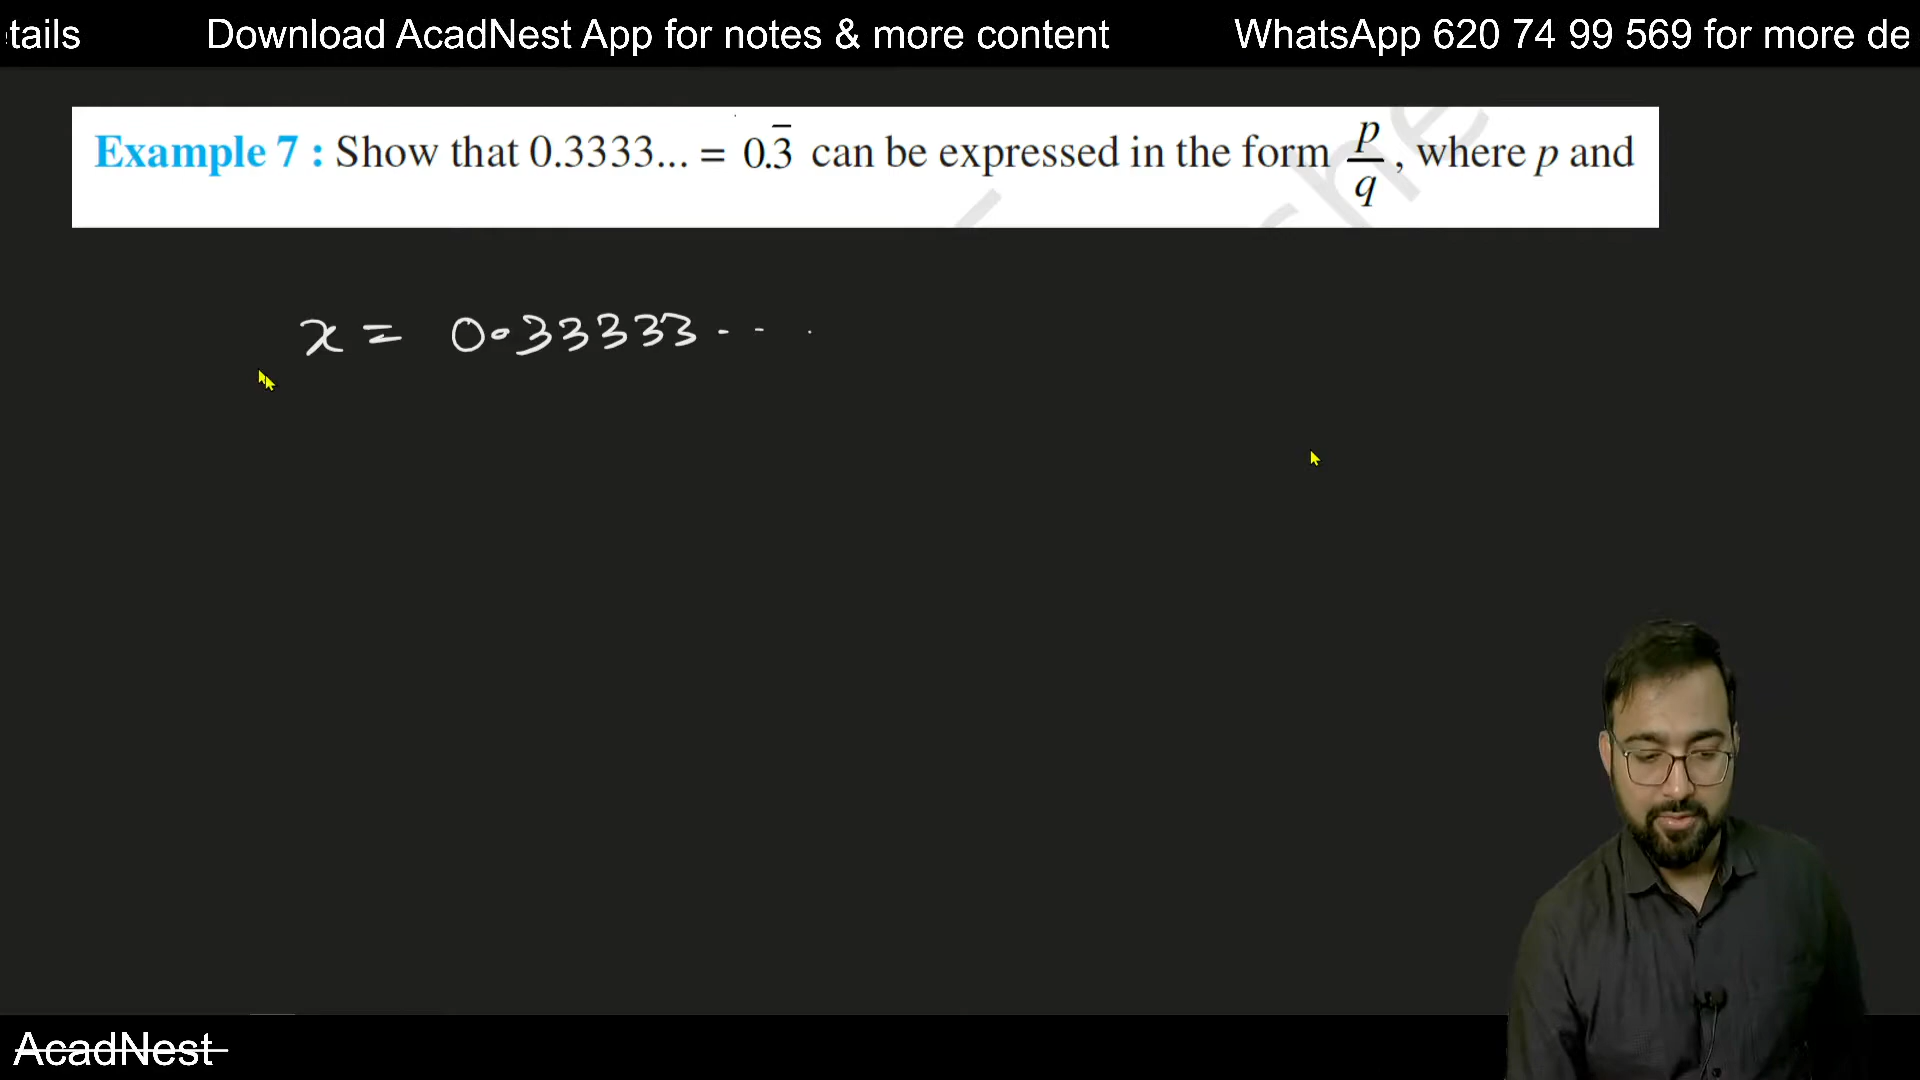 tails Download AcadNest App for notes & more content WhatsApp 620 74 99 569 for more de
Example 7 : Show that 0.3333... = 0.3̅ can be expressed in the form p/q, where p and
x = 0.33333 - - .
AcadNest